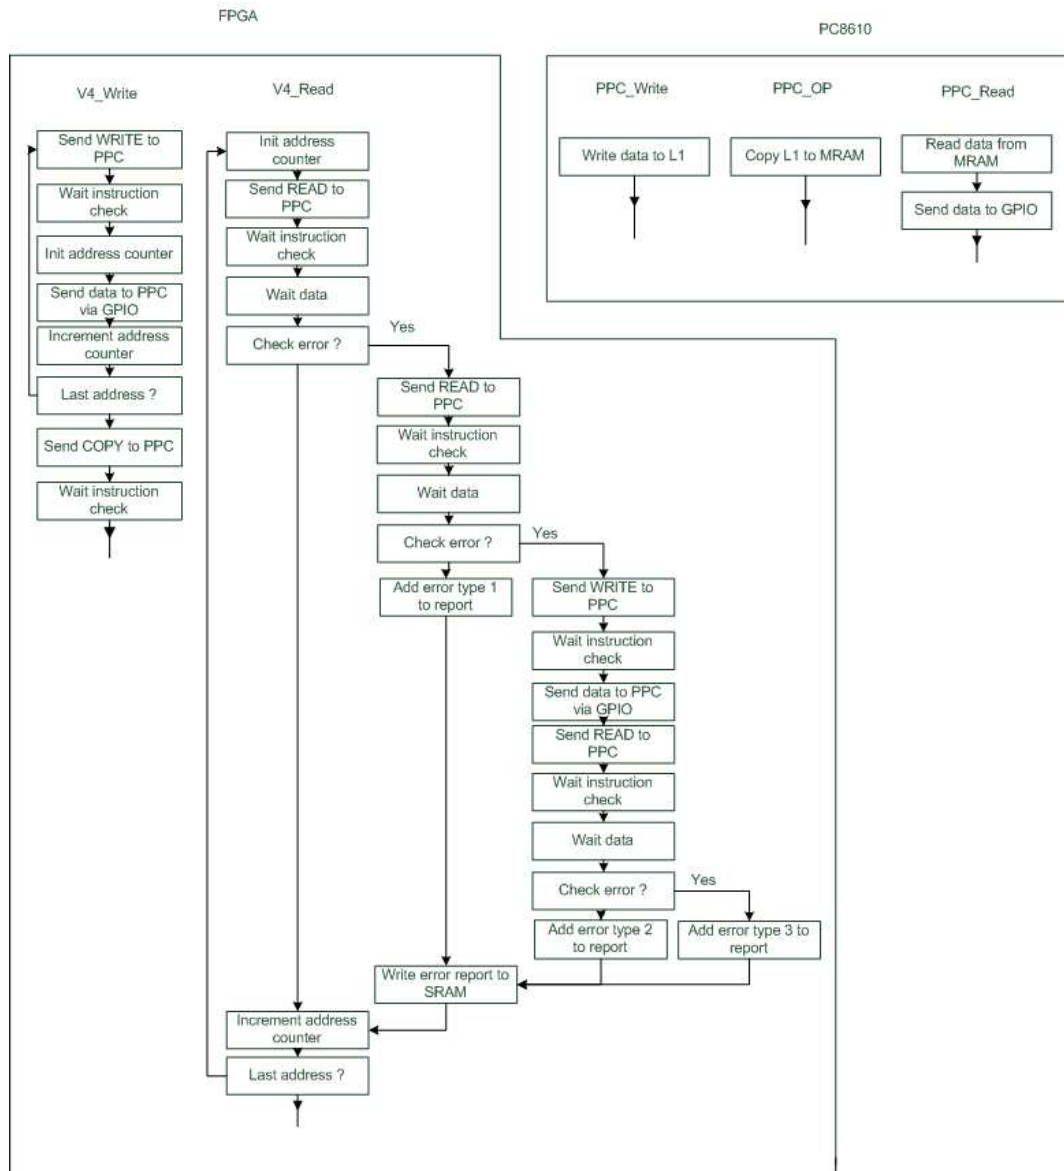 FPGA
PC8610
V4_Write
V4_Read
PPC_Write
PPC_OP
PPC_Read
Send WRITE to
PPC
Wait instruction
check
Init address counter
Send data to PPC
via GPIO
Increment address
counter
Last address ?
Send COPY to PPC
Wait instruction
check
Init address
counter
Send READ to
PPC
Wait instruction
check
Wait data
Check error ?
Yes
Send READ to
PPC
Wait instruction
check
Wait data
Check error ?
Yes
Add error type 1
to report
Send WRITE to
PPC
Wait instruction
check
Send data to PPC
via GPIO
Send READ to
PPC
Wait instruction
check
Wait data
Check error ?
Yes
Add error type 2
to report
Add error type 3 to
report
Write error report to
SRAM
Increment address
counter
Last address ?
Write data to L1
Copy L1 to MRAM
Read data from
MRAM
Send data to GPIO